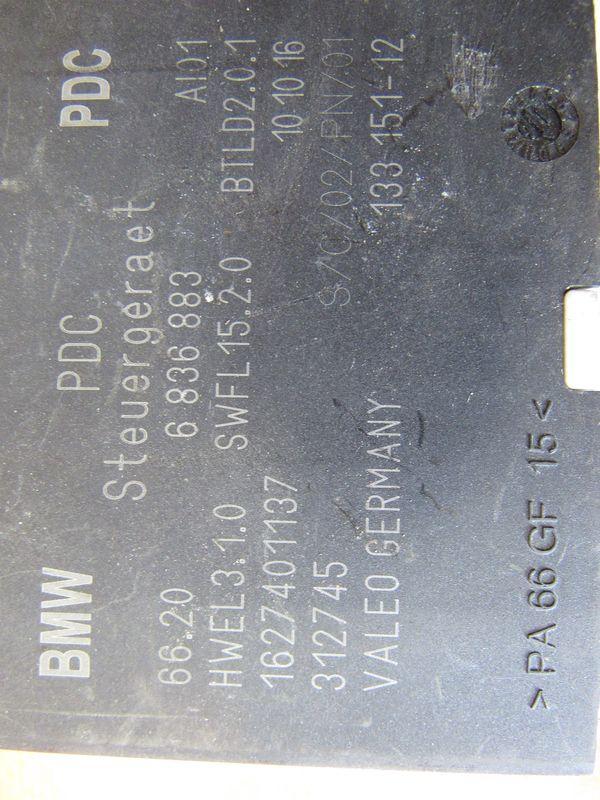 BMW PDC PDC
Steuergeraet
66.20 6 836 883 AI01
HWEL3.1.0 SWFL15.2.0 BTLD2.0.1
1627401137 10 10 16
312745 S/C/02/PN/01
VALEO GERMANY 133-151-12
>PA 66 GF 15<